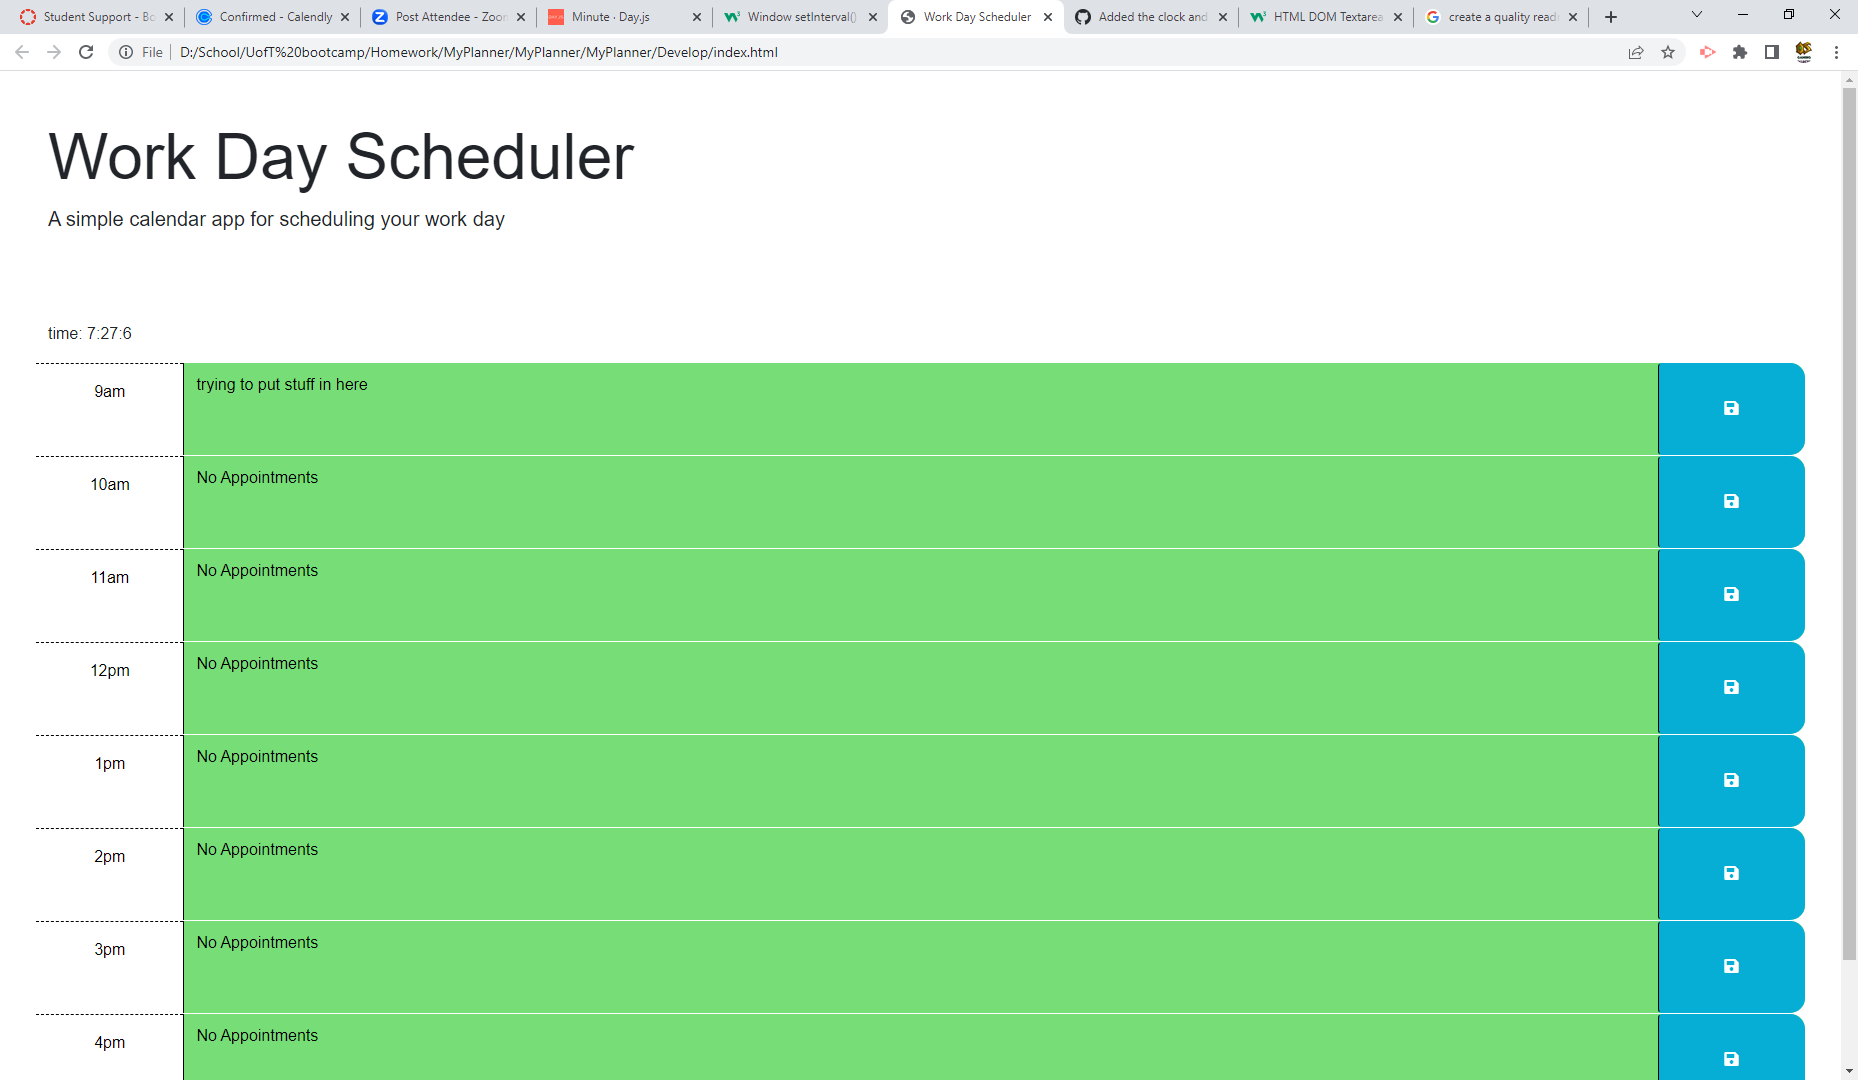 Student Support - Bo
Confirmed - Calendly
Post Attendee - Zoom
Minute · Day.js
Window setInterval()
Work Day Scheduler
Added the clock and
HTML DOM Textarea
create a quality read
File
D:/School/UofT%20bootcamp/Homework/MyPlanner/MyPlanner/MyPlanner/Develop/index.html
Work Day Scheduler
A simple calendar app for scheduling your work day
time: 7:27:6
9am
trying to put stuff in here
10am
No Appointments
11am
No Appointments
12pm
No Appointments
1pm
No Appointments
2pm
No Appointments
3pm
No Appointments
4pm
No Appointments